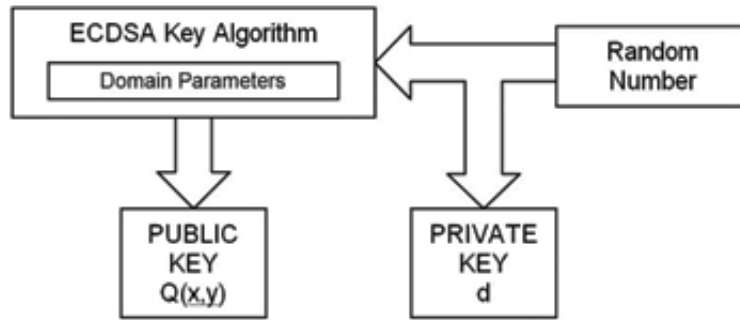 ECDSA Key Algorithm
Domain Parameters
Random
Number
PUBLIC
KEY
Q(x,y)
PRIVATE
KEY
d